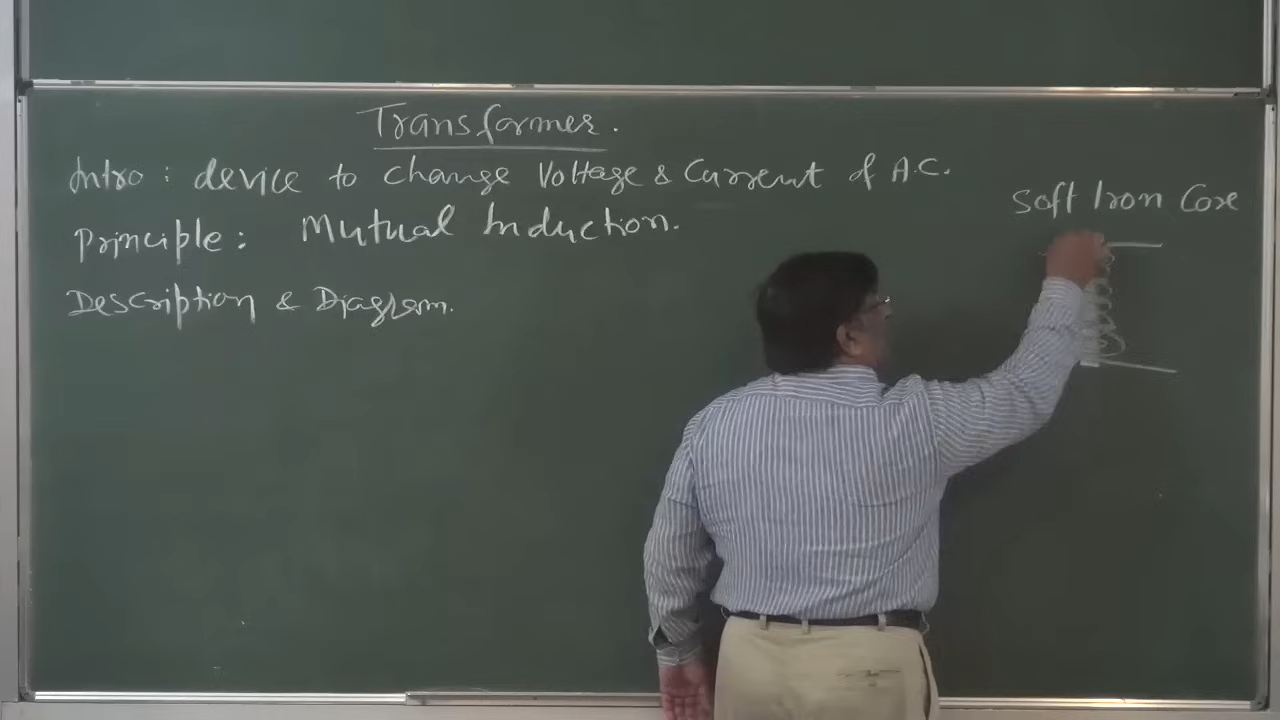 Transformer.
Intro : device to change Voltage & Current of A.C.
Soft Iron Core
Principle : Mutual Induction.
Description & Diagram.